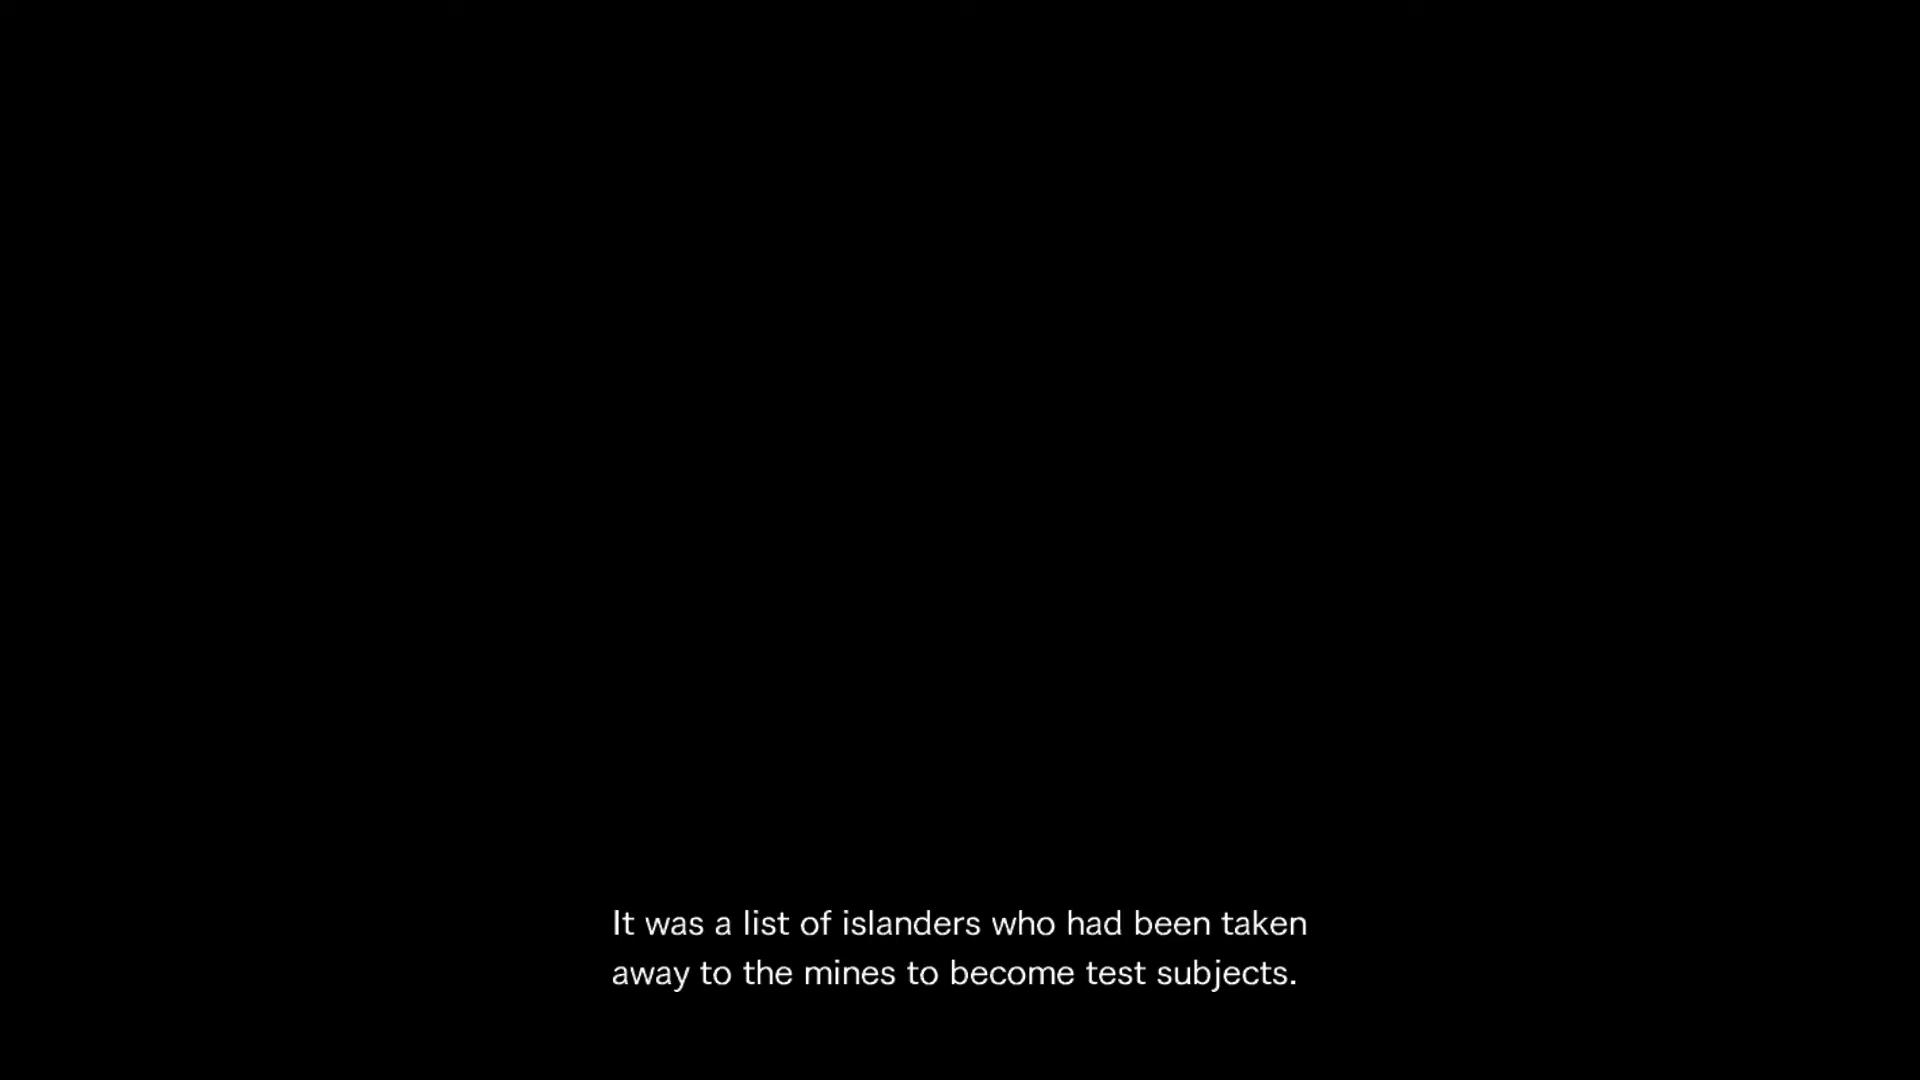 It was a list of islanders who had been taken
away to the mines to become test subjects.